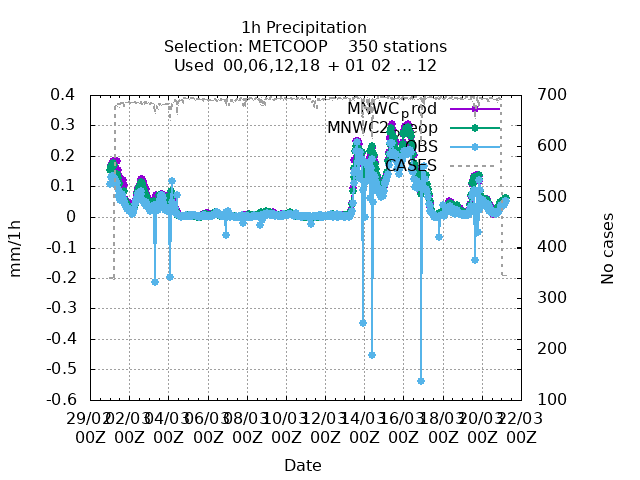 1h Precipitation
Selection: METCOOP 350 stations
Used 00,06,12,18 + 01 02 ... 12
0.4
0.3
0.2
0.1
0
-0.1
-0.2
-0.3
-0.4
-0.5
-0.6
700
600
500
400
300
200
100
mm/1h
No cases
MNWC_prod
OBS
CASES
29/02 02/03 04/03 06/03 08/03 10/03 12/03 14/03 16/03 18/03 20/03 22/03
00Z 00Z 00Z 00Z 00Z 00Z 00Z 00Z 00Z 00Z 00Z 00Z
Date